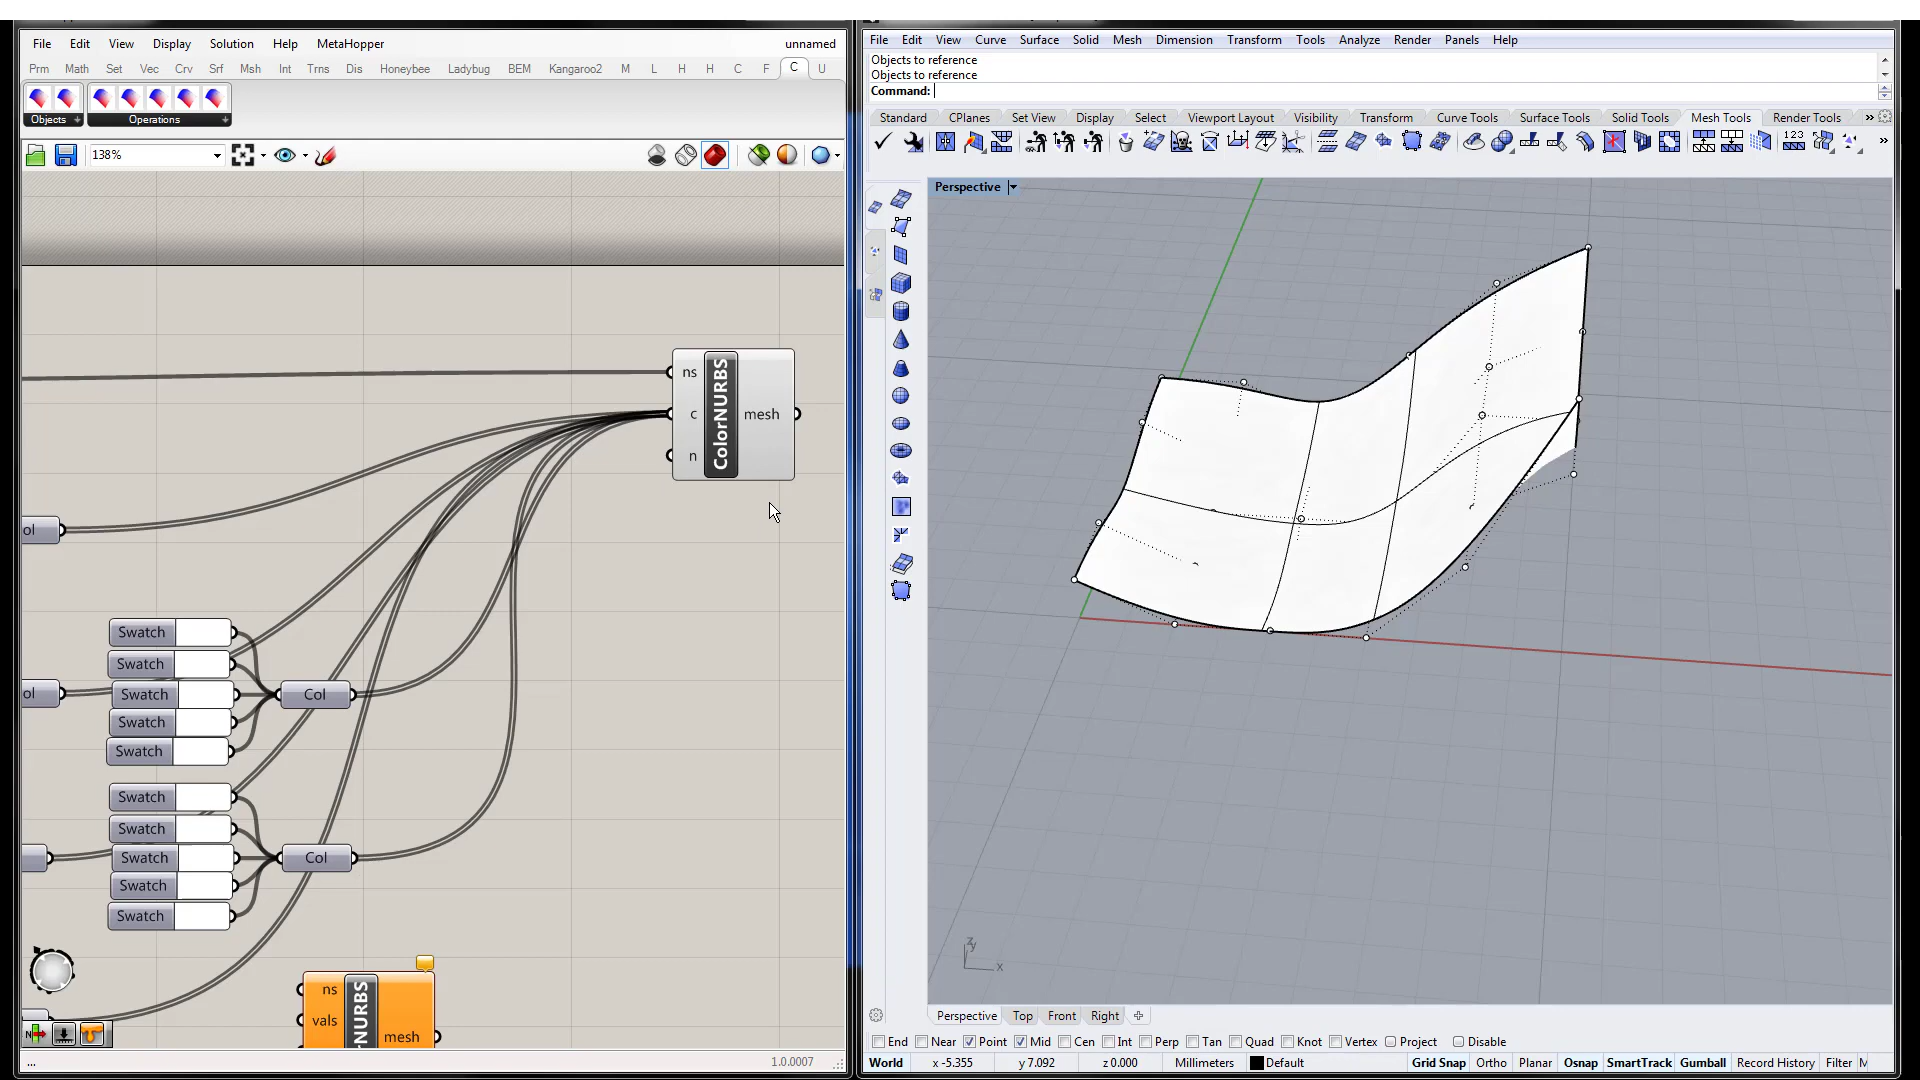 File Edit View Display Solution Help MetaHopper unnamed
Prm Math Set Vec Crv Srf Msh Int Trns Dis Honeybee Ladybug BEM Kangaroo2 M L H H C F C U
Objects Operations
138%
ns
c
n
ColorNURBS
mesh
ol
Swatch
Swatch
ol
Swatch
Col
Swatch
Swatch
Swatch
Swatch
Swatch
Col
Swatch
Swatch
ns
vals
rNURBS
mesh
... 1.0.0007
File Edit View Curve Surface Solid Mesh Dimension Transform Tools Analyze Render Panels Help
Objects to reference
Objects to reference
Command:
Standard CPlanes Set View Display Select Viewport Layout Visibility Transform Curve Tools Surface Tools Solid Tools Mesh Tools Render Tools »
123 »
Perspective
z
y
x
Perspective Top Front Right
End Near Point Mid Cen Int Perp Tan Quad Knot Vertex Project Disable
World x -5.355 y 7.092 z 0.000 Millimeters Default Grid Snap Ortho Planar Osnap SmartTrack Gumball Record History Filter M